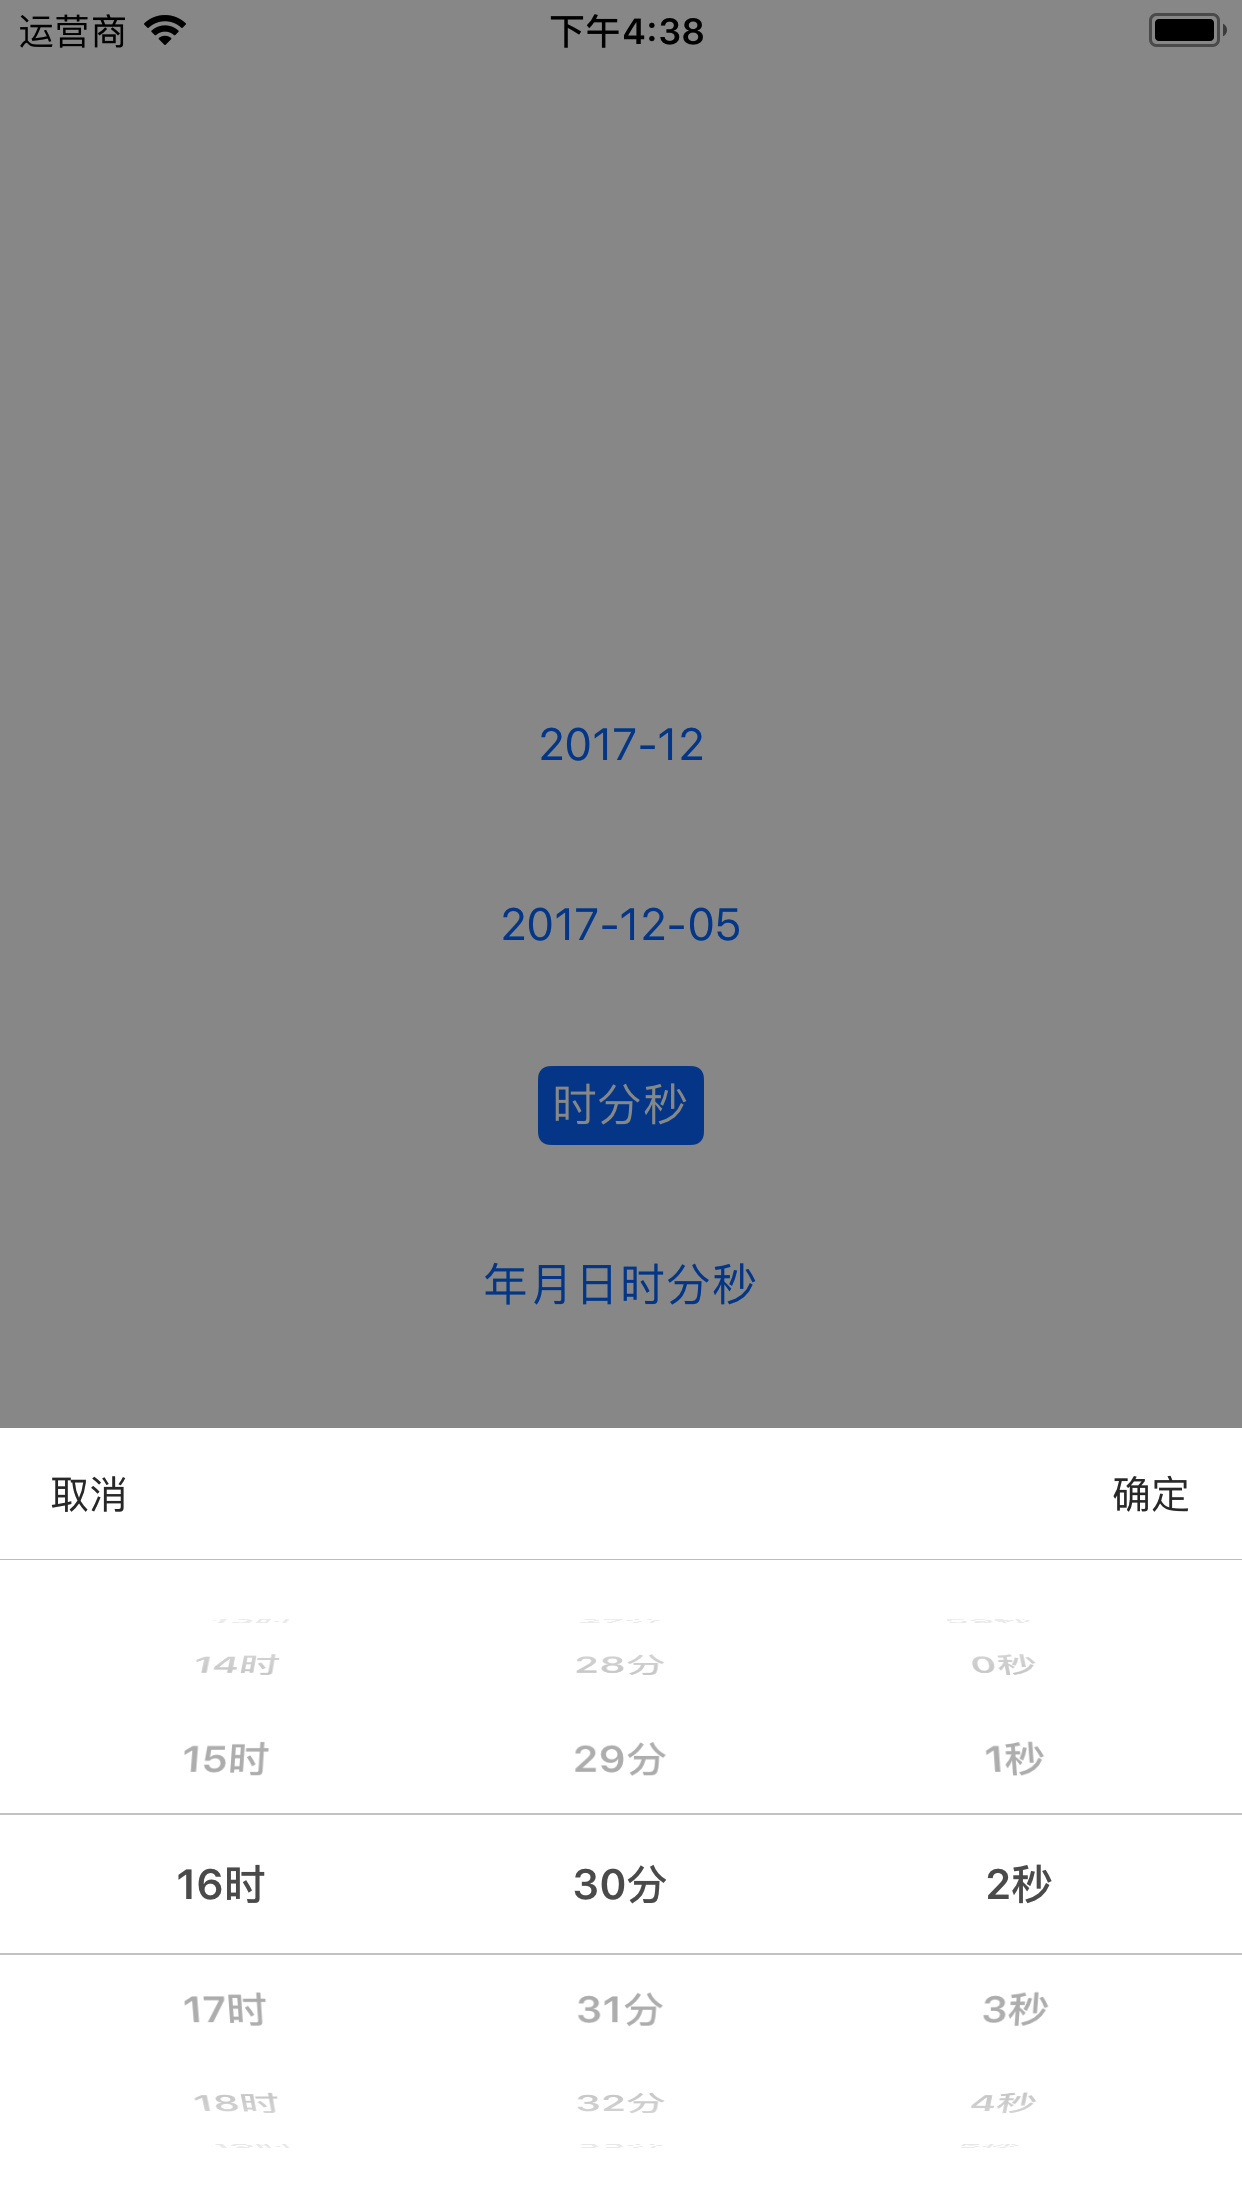 运营商 下午4:38
2017-12
2017-12-05
时分秒
年月日时分秒
取消 确定
14时 28分 0秒
15时 29分 1秒
16时 30分 2秒
17时 31分 3秒
18时 32分 4秒